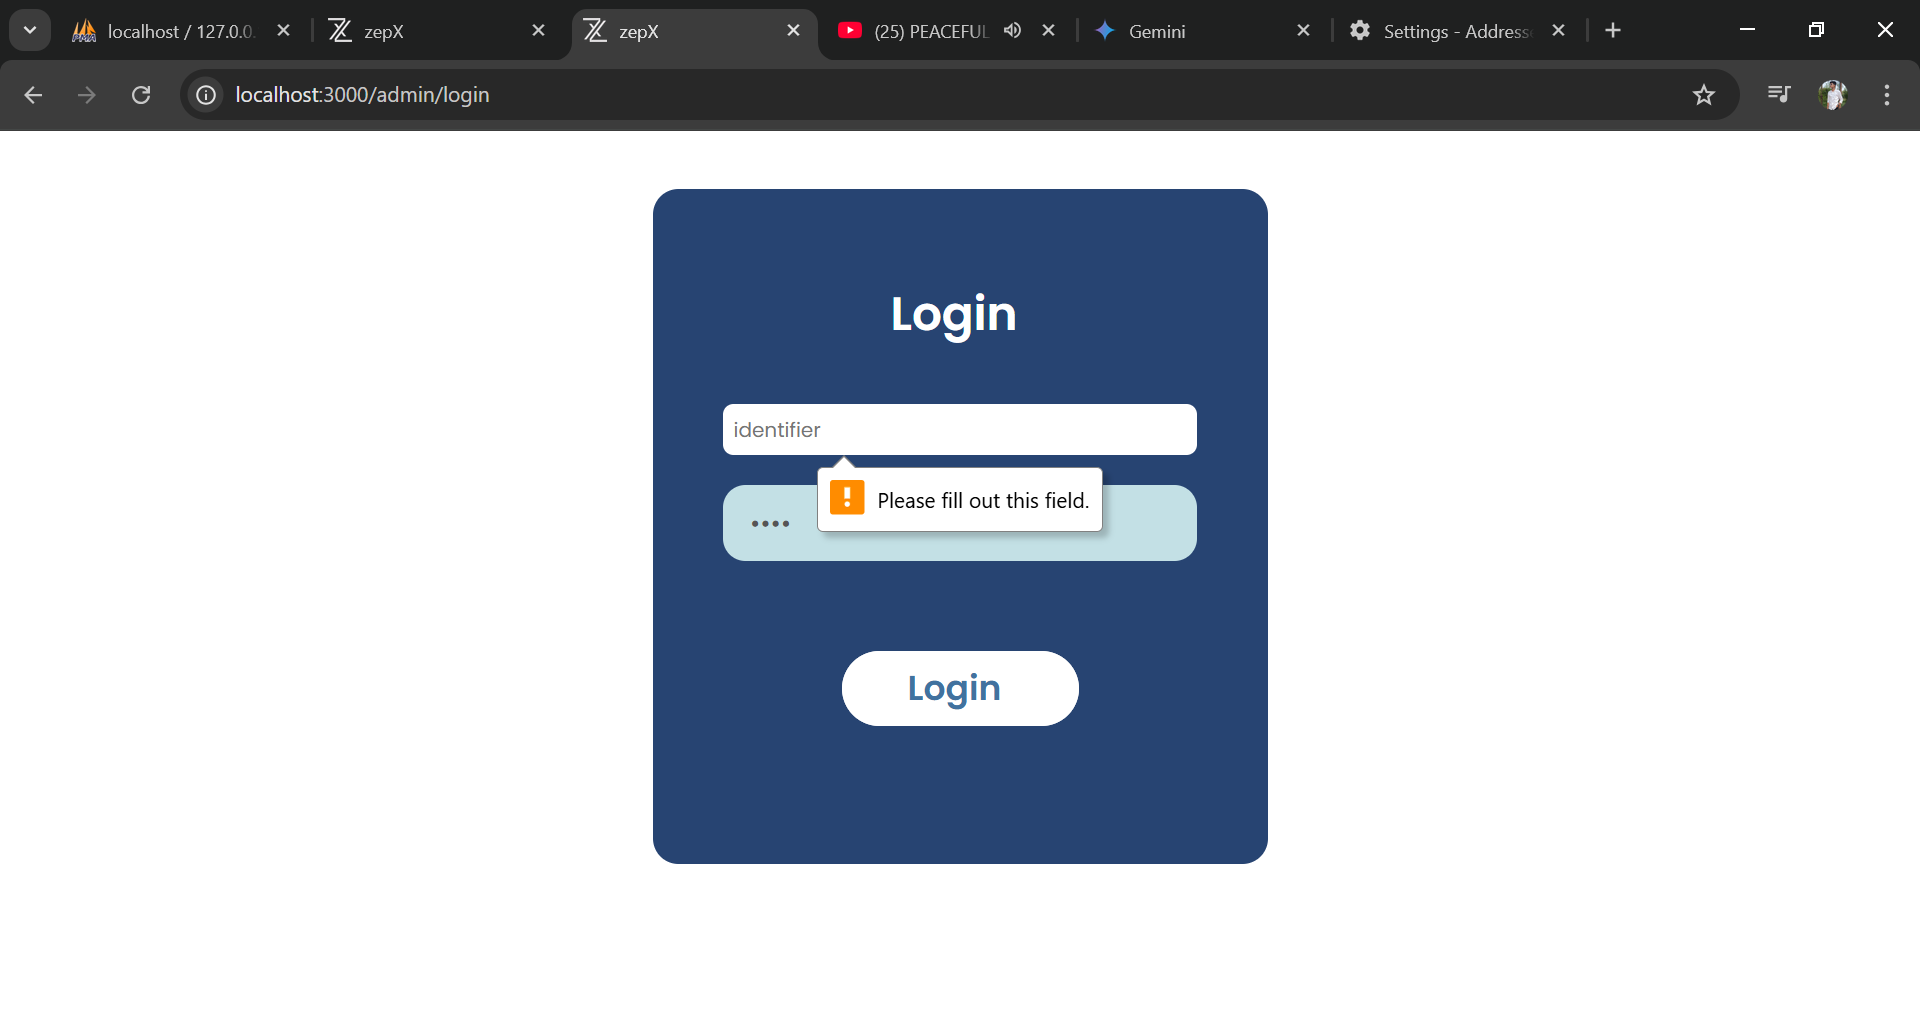 localhost / 127.0.0.
zepX
zepX
(25) PEACEFUL
Gemini
Settings - Addresse
localhost:3000/admin/login
Login
identifier
Please fill out this field.
••••
Login